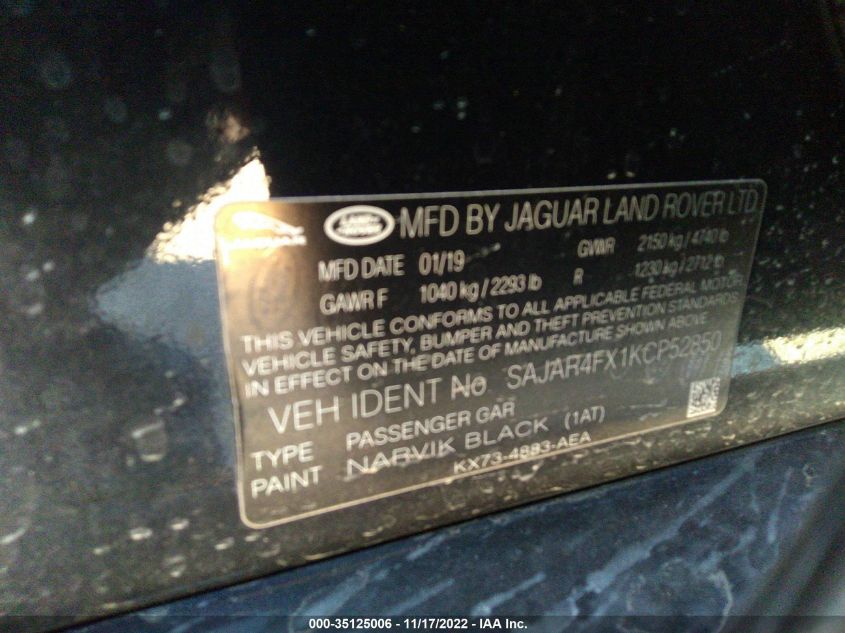 LAND ROVER MFD BY JAGUAR LAND ROVER LTD
MFD DATE 01/19 GVWR 2150 kg / 4740 lb
GAWR F 1040 kg / 2293 lb R 1230 kg / 2712 lb
THIS VEHICLE CONFORMS TO ALL APPLICABLE FEDERAL MOTOR
VEHICLE SAFETY, BUMPER AND THEFT PREVENTION STANDARDS
IN EFFECT ON THE DATE OF MANUFACTURE SHOWN ABOVE
VEH IDENT No SAJAR4FX1KCP52850
TYPE PASSENGER CAR
PAINT NARVIK BLACK (1AT)
KX73-4893-AEA
000-35125006 - 11/17/2022 - IAA Inc.